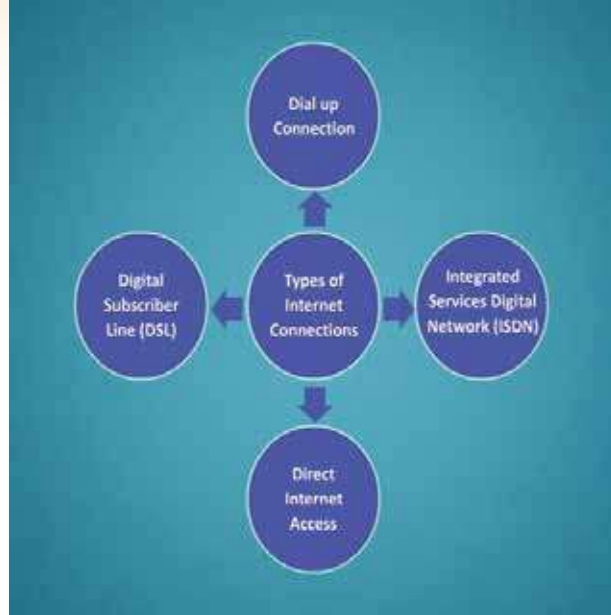 Dial up
Connection
Digital
Subscriber
Line (DSL)
Types of
Internet
Connections
Integrated
Services Digital
Network (ISDN)
Direct
Internet
Access